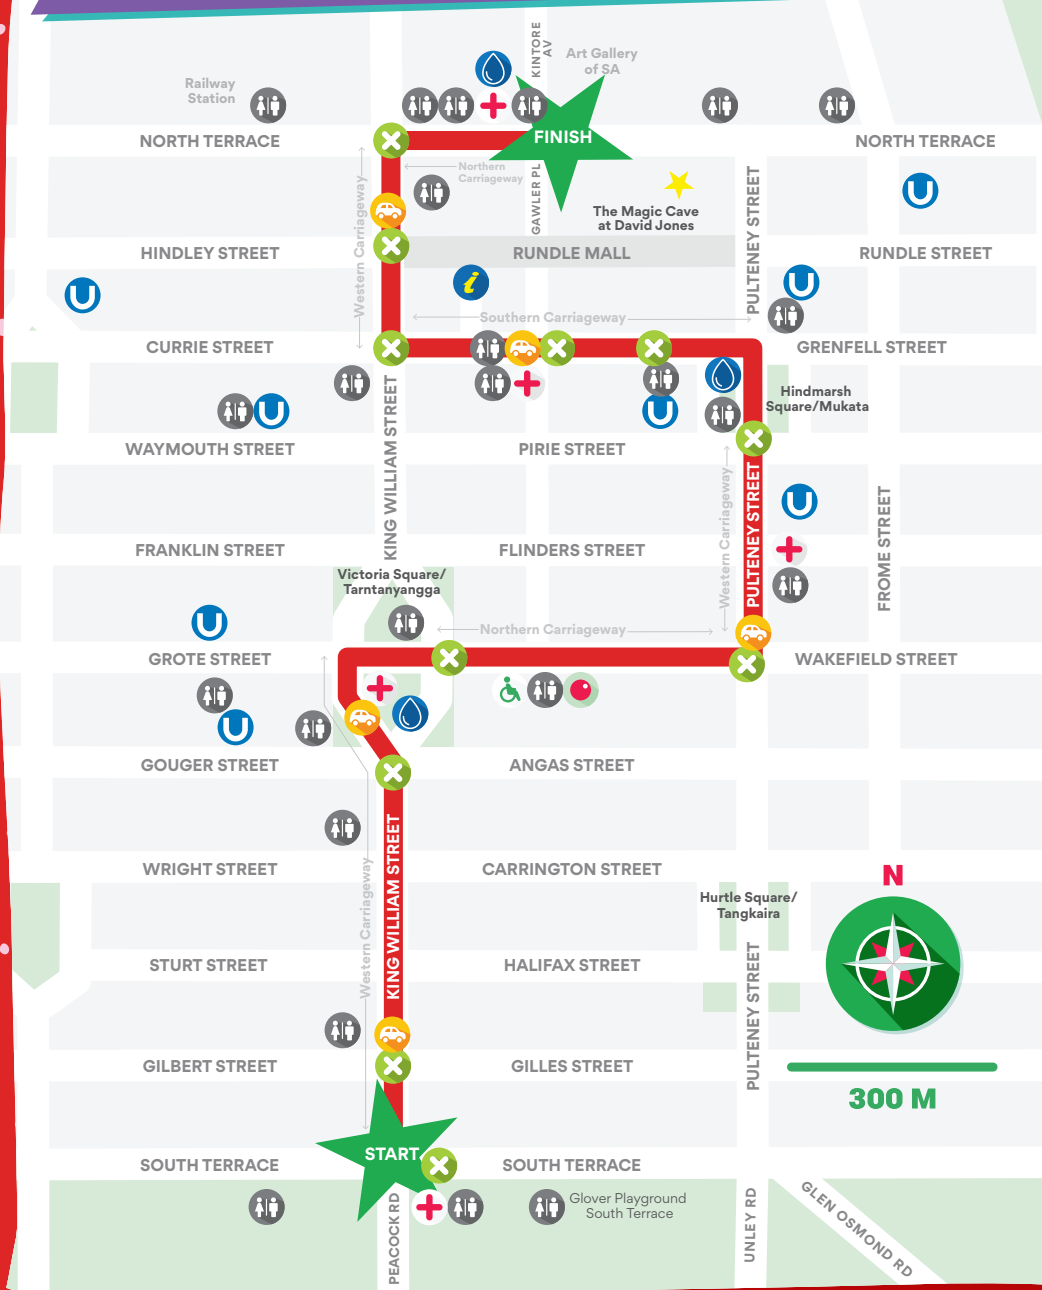 KINTORE
AV
Art Gallery
of SA
Railway
Station
NORTH TERRACE
FINISH
NORTH TERRACE
Northern
Carriageway
Western Carriageway
GAWLER PL
The Magic Cave
at David Jones
PULTENEY STREET
HINDLEY STREET
RUNDLE MALL
RUNDLE STREET
i
Southern Carriageway
CURRIE STREET
GRENFELL STREET
KING WILLIAM STREET
Hindmarsh
Square/Mukata
WAYMOUTH STREET
PIRIE STREET
Western Carriageway
PULTENEY STREET
FROME STREET
FRANKLIN STREET
FLINDERS STREET
Victoria Square/
Tarntanyangga
Northern Carriageway
GROTE STREET
WAKEFIELD STREET
GOUGER STREET
ANGAS STREET
KING WILLIAM STREET
Western Carriageway
WRIGHT STREET
CARRINGTON STREET
N
Hurtle Square/
Tangkaira
STURT STREET
HALIFAX STREET
PULTENEY STREET
GILBERT STREET
GILLES STREET
300 M
START
SOUTH TERRACE
SOUTH TERRACE
Glover Playground
South Terrace
PEACOCK RD
UNLEY RD
GLEN OSMOND RD